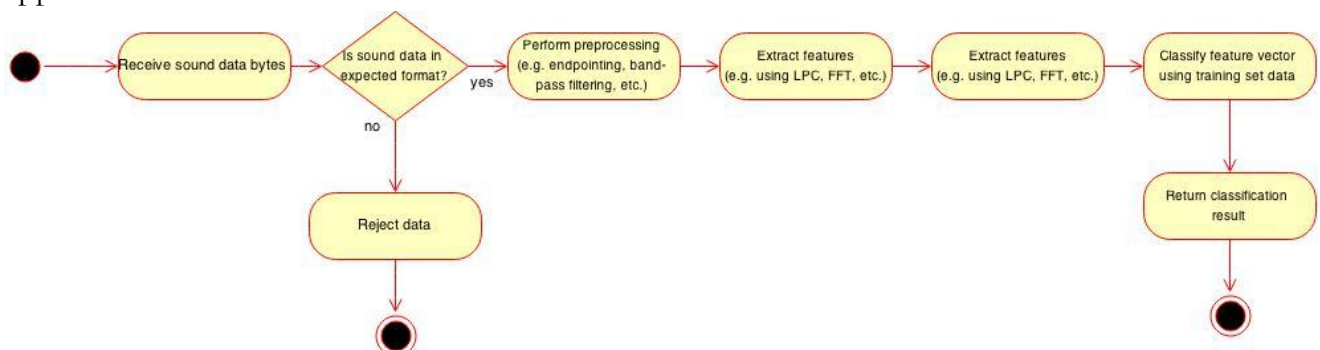 Receive sound data bytes
Is sound data in
expected format?
yes
no
Perform preprocessing
(e.g. endpointing, band-
pass filtering, etc.)
Extract features
(e.g. using LPC, FFT, etc.)
Extract features
(e.g. using LPC, FFT, etc.)
Classify feature vector
using training set data
Reject data
Return classification
result